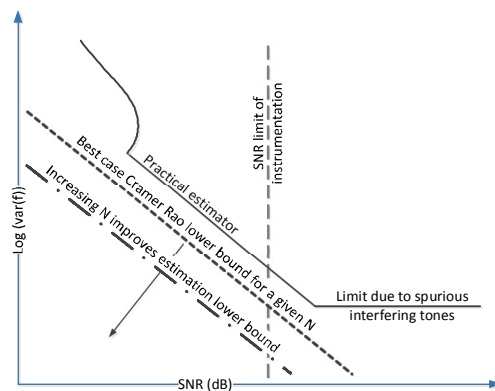 Log (var(f))
SNR limit of
instrumentation
Practical estimator
Best case Cramer Rao lower bound for a given N
Increasing N improves estimation lower bound
Limit due to spurious
interfering tones
SNR (dB)